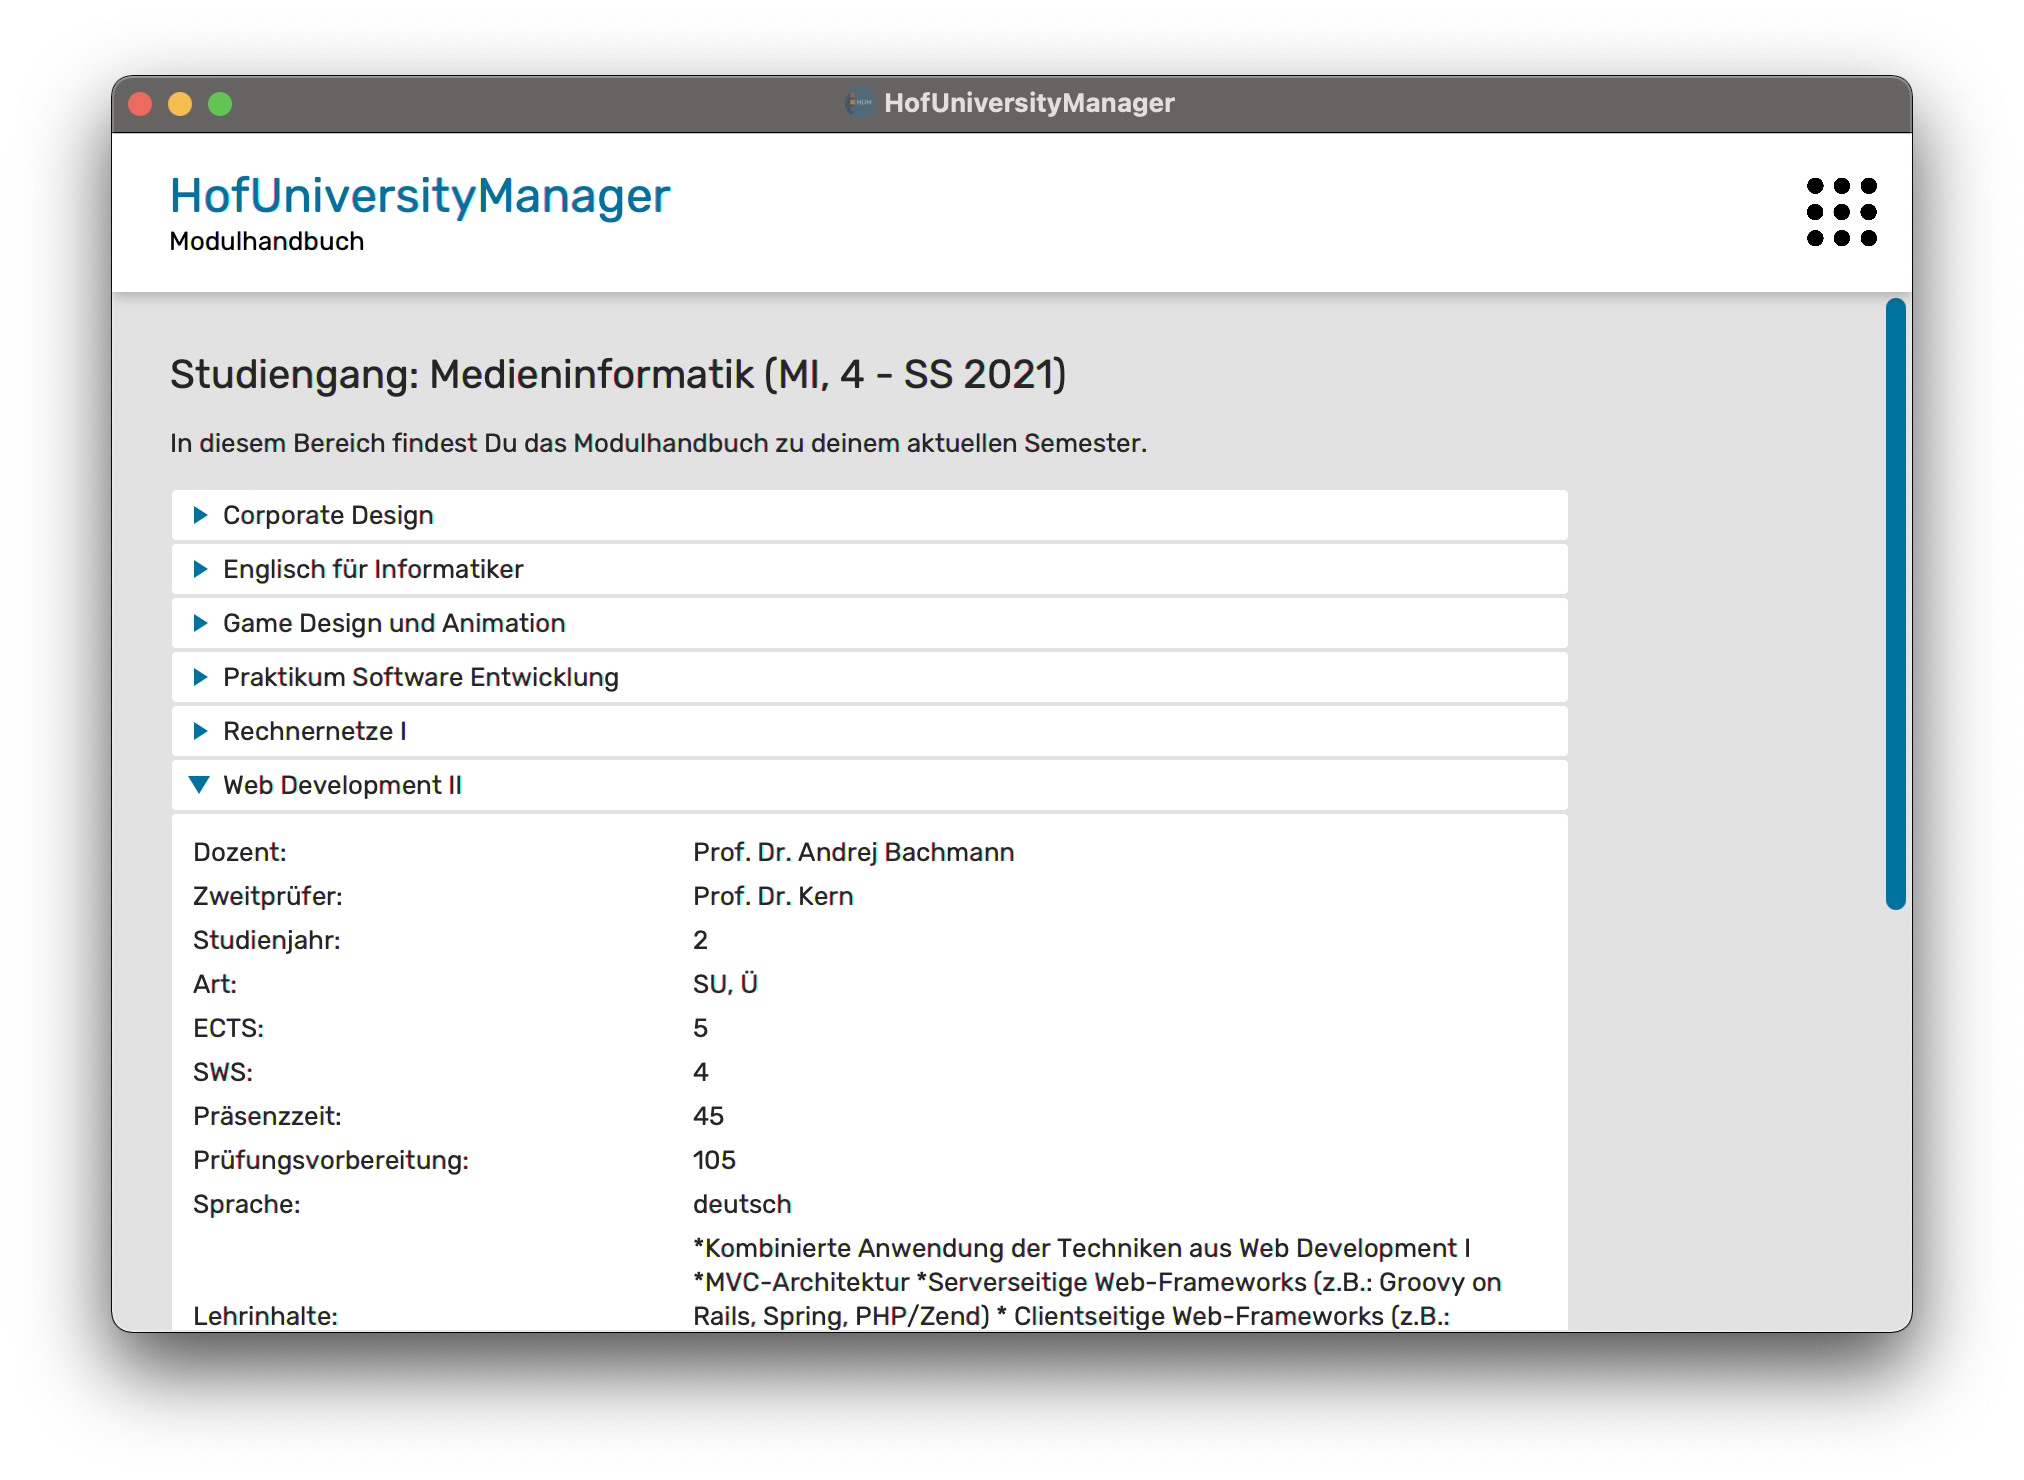 HUM HofUniversityManager
HofUniversityManager
Modulhandbuch
Studiengang: Medieninformatik (MI, 4 - SS 2021)
In diesem Bereich findest Du das Modulhandbuch zu deinem aktuellen Semester.
Corporate Design
Englisch für Informatiker
Game Design und Animation
Praktikum Software Entwicklung
Rechnernetze I
Web Development II
Dozent: Prof. Dr. Andrej Bachmann
Zweitprüfer: Prof. Dr. Kern
Studienjahr: 2
Art: SU, Ü
ECTS: 5
SWS: 4
Präsenzzeit: 45
Prüfungsvorbereitung: 105
Sprache: deutsch
*Kombinierte Anwendung der Techniken aus Web Development I
*MVC-Architektur *Serverseitige Web-Frameworks (z.B.: Groovy on
Lehrinhalte: Rails, Spring, PHP/Zend) * Clientseitige Web-Frameworks (z.B.: